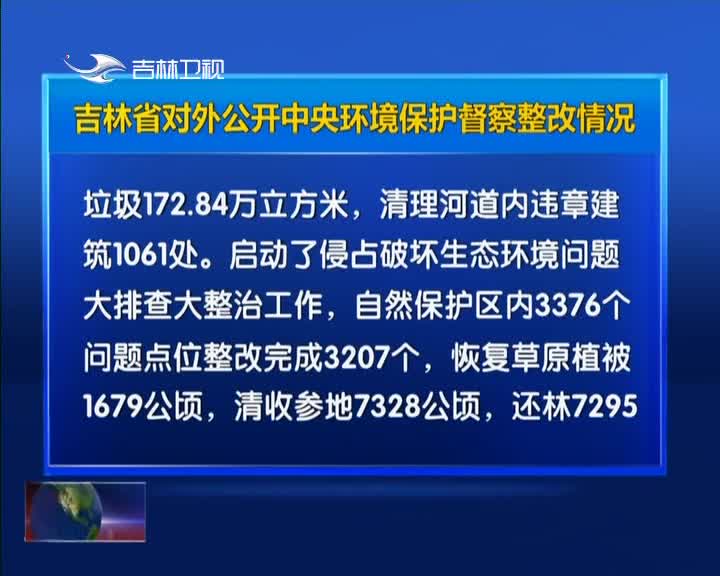 吉林卫视
吉林省对外公开中央环境保护督察整改情况
垃圾172.84万立方米，清理河道内违章建
筑1061处。启动了侵占破坏生态环境问题
大排查大整治工作，自然保护区内3376个
问题点位整改完成3207个，恢复草原植被
1679公顷，清收参地7328公顷，还林7295